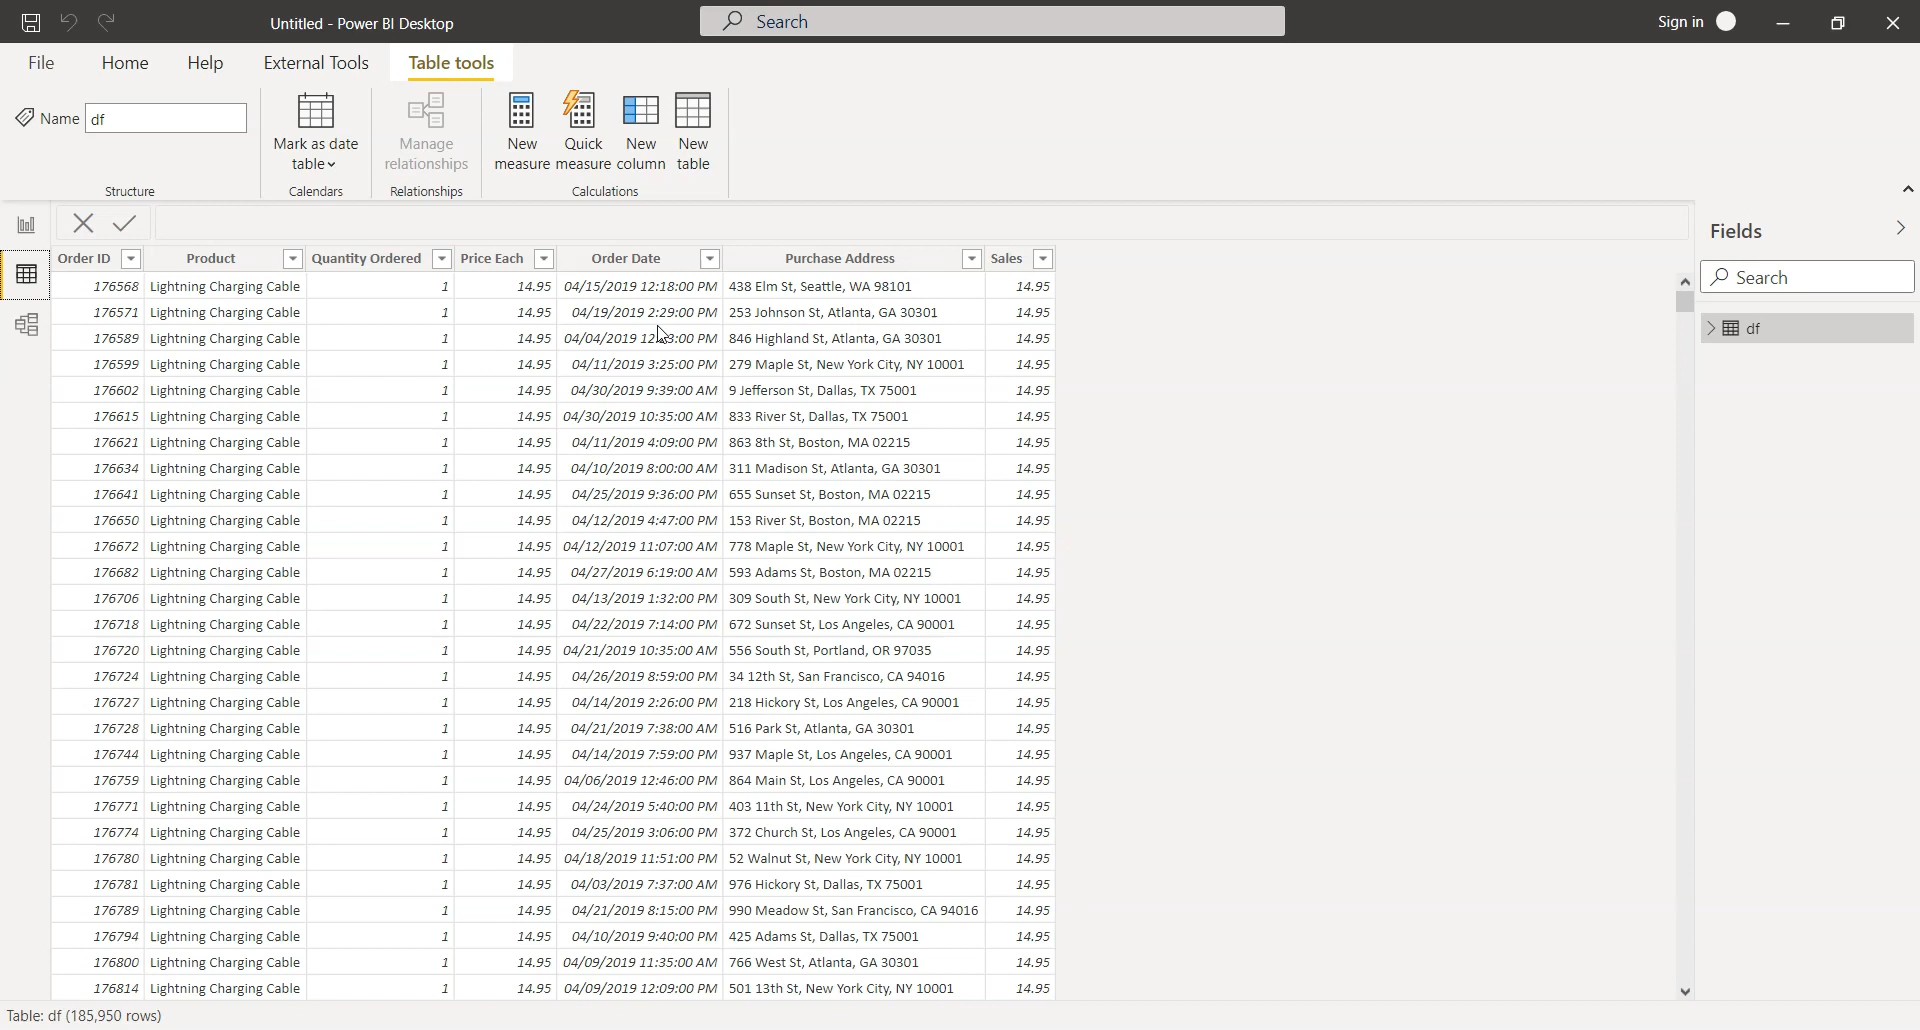 Untitled - Power BI Desktop
Search
Sign in
File Home Help External Tools Table tools
Name df
Mark as date table
Manage relationships
New measure
Quick measure
New column
New table
Structure Calendars Relationships Calculations
Fields
Search
df
Order ID Product Quantity Ordered Price Each Order Date Purchase Address Sales
176568 Lightning Charging Cable 1 14.95 04/15/2019 12:18:00 PM 438 Elm St, Seattle, WA 98101 14.95
176571 Lightning Charging Cable 1 14.95 04/19/2019 2:29:00 PM 253 Johnson St, Atlanta, GA 30301 14.95
176589 Lightning Charging Cable 1 14.95 04/04/2019 PM 846 Highland St, Atlanta, GA 30301 14.95
176599 Lightning Charging Cable 1 14.95 04/11/2019 3:25:00 PM 279 Maple St, New York City, NY 10001 14.95
176602 Lightning Charging Cable 1 14.95 04/30/2019 9:39:00 AM 9 Jefferson St, Dallas, TX 75001 14.95
176615 Lightning Charging Cable 1 14.95 04/30/2019 10:35:00 AM 833 River St, Dallas, TX 75001 14.95
176621 Lightning Charging Cable 1 14.95 04/11/2019 4:09:00 PM 863 8th St, Boston, MA 02215 14.95
176634 Lightning Charging Cable 1 14.95 04/10/2019 8:00:00 AM 311 Madison St, Atlanta, GA 30301 14.95
176641 Lightning Charging Cable 1 14.95 04/25/2019 9:36:00 PM 655 Sunset St, Boston, MA 02215 14.95
176650 Lightning Charging Cable 1 14.95 04/12/2019 4:47:00 PM 153 River St, Boston, MA 02215 14.95
176672 Lightning Charging Cable 1 14.95 04/12/2019 11:07:00 AM 778 Maple St, New York City, NY 10001 14.95
176682 Lightning Charging Cable 1 14.95 04/27/2019 6:19:00 AM 593 Adams St, Boston, MA 02215 14.95
176706 Lightning Charging Cable 1 14.95 04/13/2019 1:32:00 PM 309 South St, New York City, NY 10001 14.95
176718 Lightning Charging Cable 1 14.95 04/22/2019 7:14:00 PM 672 Sunset St, Los Angeles, CA 90001 14.95
176720 Lightning Charging Cable 1 14.95 04/21/2019 10:35:00 AM 556 South St, Portland, OR 97035 14.95
176724 Lightning Charging Cable 1 14.95 04/26/2019 8:59:00 PM 34 12th St, San Francisco, CA 94016 14.95
176727 Lightning Charging Cable 1 14.95 04/14/2019 2:26:00 PM 218 Hickory St, Los Angeles, CA 90001 14.95
176728 Lightning Charging Cable 1 14.95 04/21/2019 7:38:00 AM 516 Park St, Atlanta, GA 30301 14.95
176744 Lightning Charging Cable 1 14.95 04/14/2019 7:59:00 PM 937 Maple St, Los Angeles, CA 90001 14.95
176759 Lightning Charging Cable 1 14.95 04/06/2019 12:46:00 PM 864 Main St, Los Angeles, CA 90001 14.95
176771 Lightning Charging Cable 1 14.95 04/24/2019 5:40:00 PM 403 11th St, New York City, NY 10001 14.95
176774 Lightning Charging Cable 1 14.95 04/25/2019 3:06:00 PM 372 Church St, Los Angeles, CA 90001 14.95
176780 Lightning Charging Cable 1 14.95 04/18/2019 11:51:00 PM 52 Walnut St, New York City, NY 10001 14.95
176781 Lightning Charging Cable 1 14.95 04/03/2019 7:37:00 AM 976 Hickory St, Dallas, TX 75001 14.95
176789 Lightning Charging Cable 1 14.95 04/21/2019 8:15:00 PM 990 Meadow St, San Francisco, CA 94016 14.95
176794 Lightning Charging Cable 1 14.95 04/10/2019 9:40:00 PM 425 Adams St, Dallas, TX 75001 14.95
176800 Lightning Charging Cable 1 14.95 04/09/2019 11:35:00 AM 766 West St, Atlanta, GA 30301 14.95
176814 Lightning Charging Cable 1 14.95 04/09/2019 12:09:00 PM 501 13th St, New York City, NY 10001 14.95
Table: df (185,950 rows)